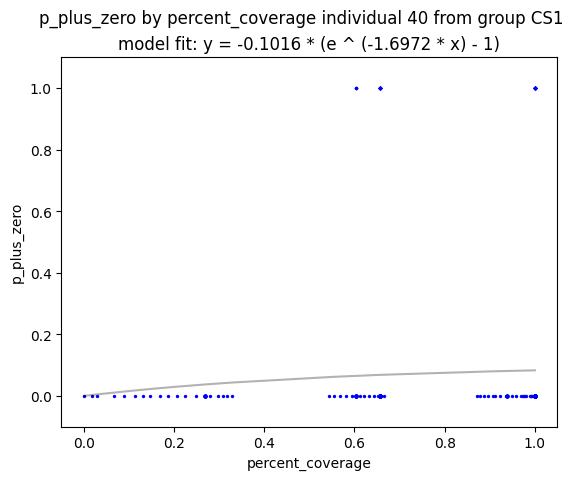 p_plus_zero by percent_coverage individual 40 from group CS1
model fit: y = -0.1016 * (e ^ (-1.6972 * x) - 1)
1.0
0.8
0.6
0.4
0.2
0.0
p_plus_zero
0.0 0.2 0.4 0.6 0.8 1.0
percent_coverage